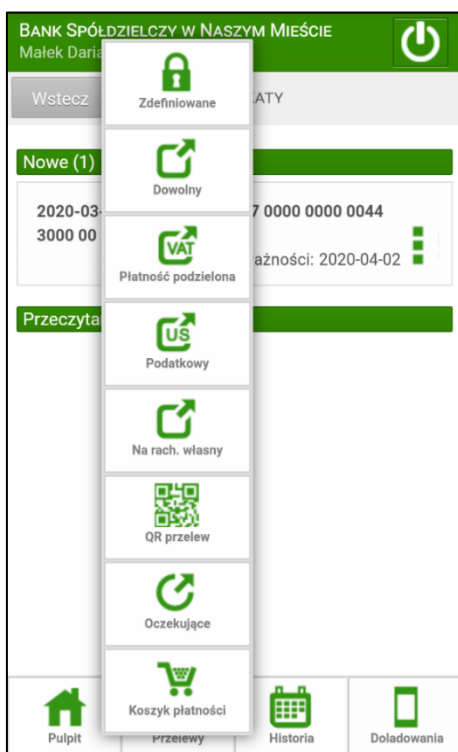 BANK SPÓŁDZIELCZY W NASZYM MIEŚCIE
Małek Daria
Wstecz
Nowe (1)
2020-03- 7 0000 0000 0044
3000 00
ażności: 2020-04-02
Przeczyta
Zdefiniowane
Dowolny
VAT
Płatność podzielona
US
Podatkowy
Na rach. własny
QR przelew
Oczekujące
Koszyk płatności
Pulpit
Przelewy
Historia
Doładowania